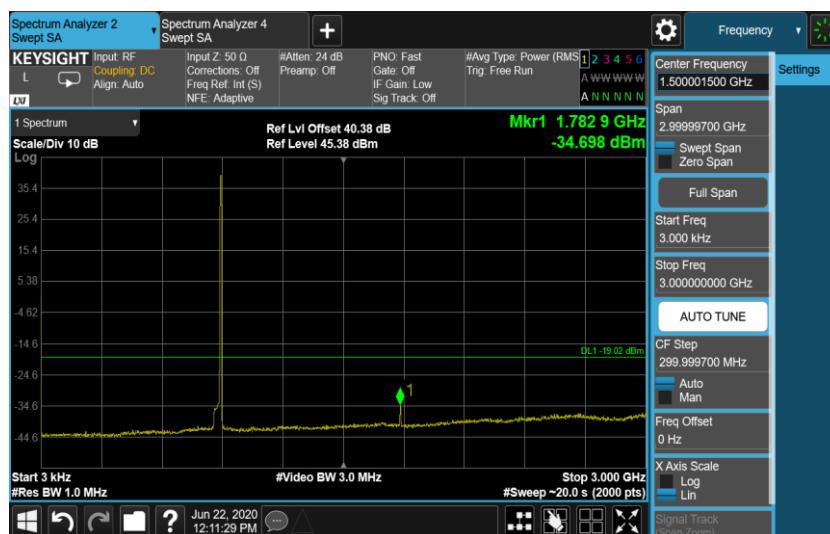 Spectrum Analyzer 2
Swept SA
Spectrum Analyzer 4
Swept SA
Frequency
KEYSIGHT
L
LXI
Input: RF
Coupling: DC
Align: Auto
Input Z: 50 Ω
Corrections: Off
Freq Ref: Int (S)
NFE: Adaptive
#Atten: 24 dB
Preamp: Off
PNO: Fast
Gate: Off
IF Gain: Low
Sig Track: Off
#Avg Type: Power (RMS
Trig: Free Run
1 2 3 4 5 6
A W W W W W
A N N N N N
1 Spectrum
Scale/Div 10 dB
Log
Ref Lvl Offset 40.38 dB
Ref Level 45.38 dBm
Mkr1 1.782 9 GHz
-34.698 dBm
35.4
25.4
15.4
5.38
-4.62
-14.6
-24.6
-34.6
-44.6
DL1 -19.02 dBm
1
Start 3 kHz
#Res BW 1.0 MHz
#Video BW 3.0 MHz
Stop 3.000 GHz
#Sweep ~20.0 s (2000 pts)
Center Frequency
1.500001500 GHz
Settings
Span
2.99999700 GHz
Swept Span
Zero Span
Full Span
Start Freq
3.000 kHz
Stop Freq
3.000000000 GHz
AUTO TUNE
CF Step
299.999700 MHz
Auto
Man
Freq Offset
0 Hz
X Axis Scale
Log
Lin
Signal Track
(Span Zoom)
?
Jun 22, 2020
12:11:29 PM